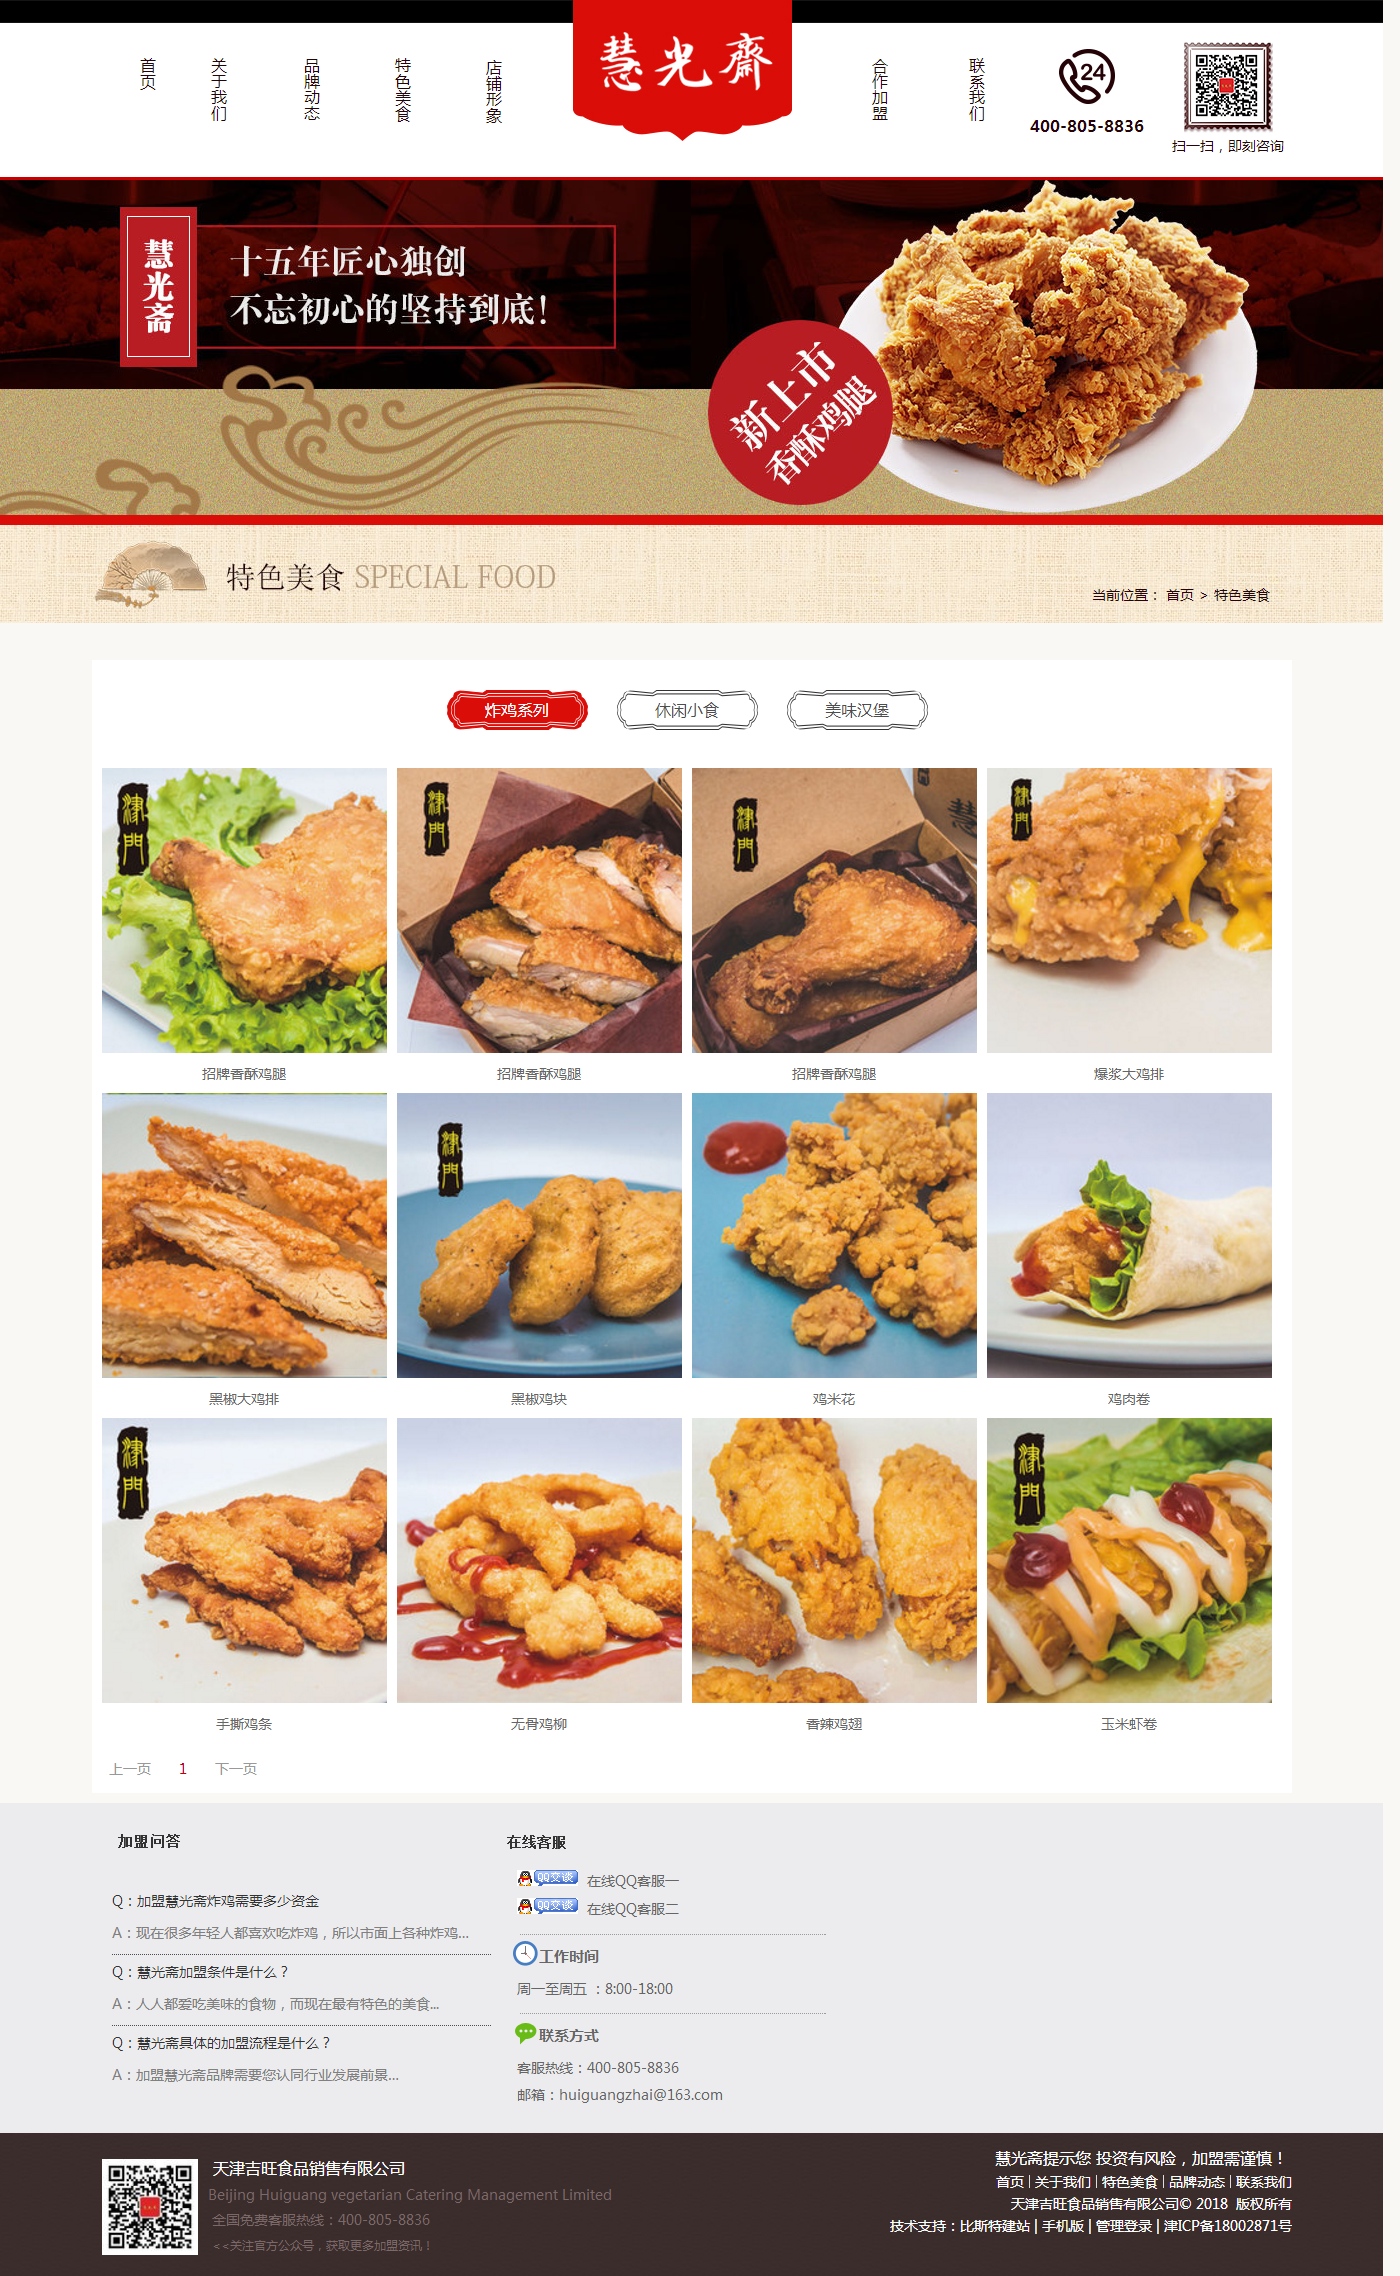 首页
关于我们
品牌动态
特色美食
店铺形象
慧光齋
合作加盟
联系我们
24
400-805-8836
扫一扫，即刻咨询
慧光斋
十五年匠心独创
不忘初心的坚持到底！
新上市
香酥鸡腿
特色美食 SPECIAL FOOD
当前位置： 首页 > 特色美食
炸鸡系列
休闲小食
美味汉堡
津門
津門
津門
津門
招牌香酥鸡腿
招牌香酥鸡腿
招牌香酥鸡腿
爆浆大鸡排
津門
黑椒大鸡排
黑椒鸡块
鸡米花
鸡肉卷
津門
津門
手撕鸡条
无骨鸡柳
香辣鸡翅
玉米虾卷
上一页 1 下一页
加盟问答
Q：加盟慧光斋炸鸡需要多少资金
A：现在很多年轻人都喜欢吃炸鸡，所以市面上各种炸鸡...
Q：慧光斋加盟条件是什么？
A：人人都爱吃美味的食物，而现在最有特色的美食...
Q：慧光斋具体的加盟流程是什么？
A：加盟慧光斋品牌需要您认同行业发展前景...
在线客服
QQ交谈 在线QQ客服一
QQ交谈 在线QQ客服二
工作时间
周一至周五 ：8:00-18:00
联系方式
客服热线：400-805-8836
邮箱：huiguangzhai@163.com
天津吉旺食品销售有限公司
Beijing Huiguang vegetarian Catering Management Limited
全国免费客服热线：400-805-8836
<<关注官方公众号，获取更多加盟资讯！
慧光斋提示您 投资有风险，加盟需谨慎！
首页 | 关于我们 | 特色美食 | 品牌动态 | 联系我们
天津吉旺食品销售有限公司© 2018 版权所有
技术支持：比斯特建站 | 手机版 | 管理登录 | 津ICP备18002871号